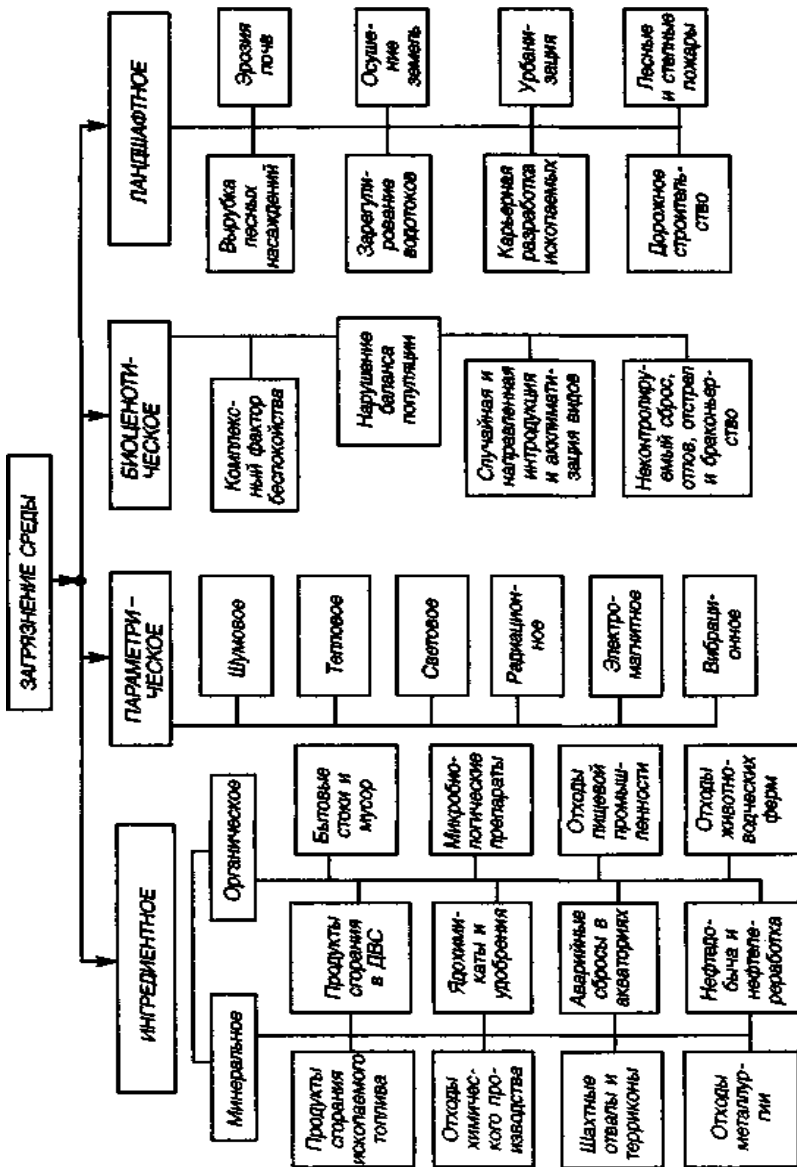 ЗАГРЯЗНЕНИЕ СРЕДЫ
ИНГРЕДИЕНТНОЕ
ПАРАМЕТРИ –
ЧЕСКОЕ
БИОЦЕНОТИ-
ЧЕСКОЕ
ЛАНДШАФТНОЕ
Минеральное
Органическое
Продукты
сгорания
ископаемого
топлива
Отходы
химичес-
кого про-
изводства
Шахтные
отвалы и
терриконы
Отходы
металлур-
гии
Продукты
сгорания
в ДВС
Ядохими-
каты и
удобрения
Аварийные
сбросы в
акваториях
Нефтедо-
быча и
нефтепе-
реработка
Бытовые
стоки и
мусор
Микробио-
логические
препараты
Отходы
пищевой
промыш-
ленности
Отходы
животно-
водческих
ферм
Шумовое
Тепловое
Световое
Радиацион-
ное
Электро-
магнитное
Вибраци-
онное
Комплекс-
ный фактор
беспокойства
Нарушение
баланса
популяции
Случайная и
направленная
интродукция
и акклимати-
зация видов
Неконтролиру-
емый сброс,
отлов, отстрел
и браконьер-
ство
Вырубка
лесных
насаждений
Эрозия
почв
Зарегули-
рование
водотоков
Осуше-
ние
земель
Карьерная
разработка
ископаемых
Урбани-
зация
Дорожное
строитель-
ство
Лесные
и степные
пожары